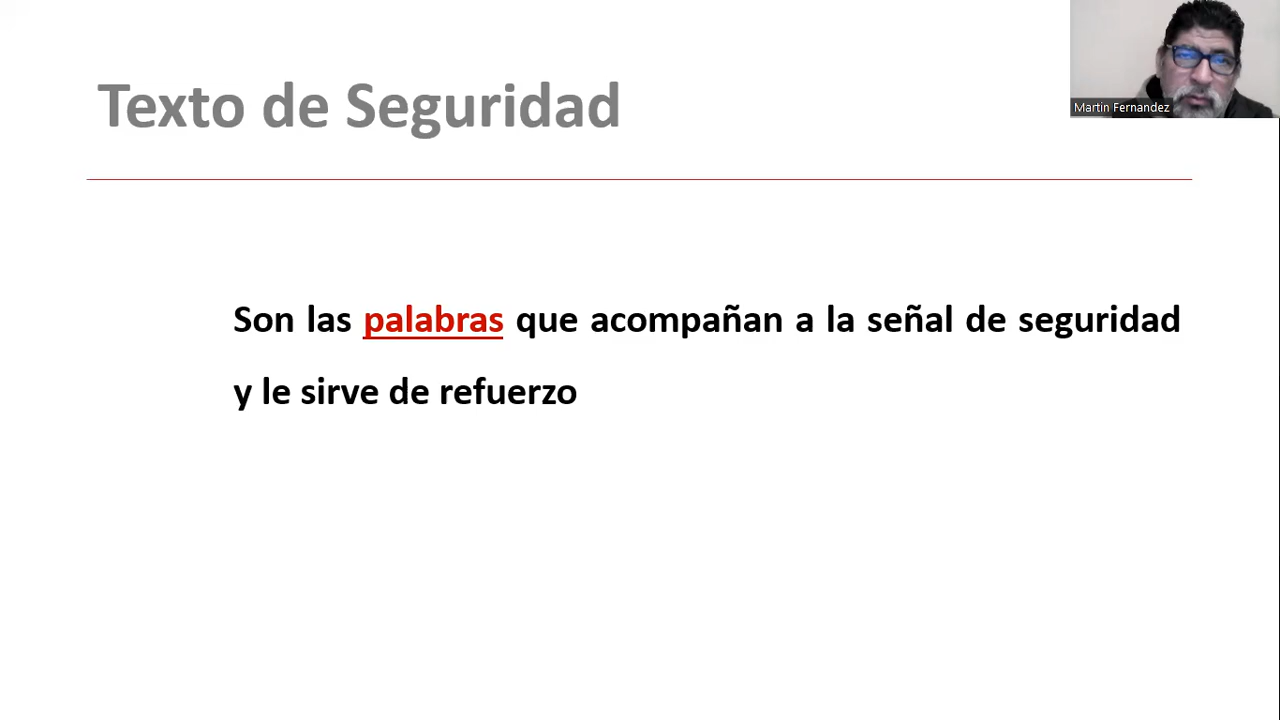 Texto de Seguridad
Martin Fernandez
Son las palabras que acompañan a la señal de seguridad
y le sirve de refuerzo